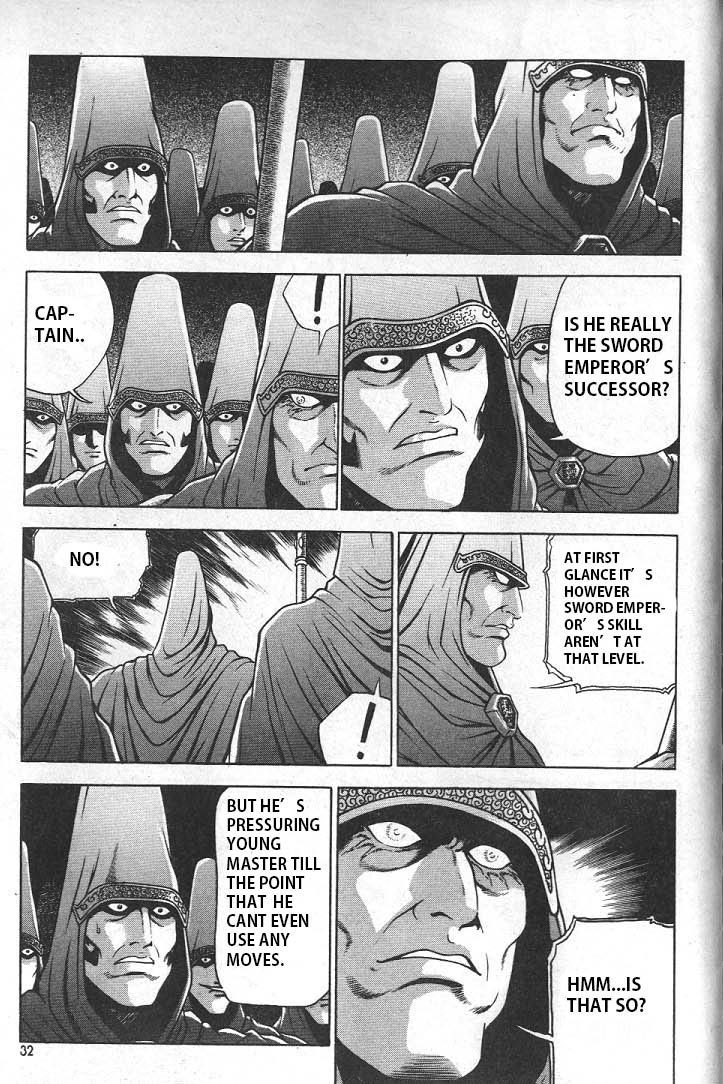 CAP-
TAIN..
!
IS HE REALLY
THE SWORD
EMPEROR'S
SUCCESSOR?
NO!
!
AT FIRST
GLANCE IT'S
HOWEVER
SWORD EMPER-
OR'S SKILL
AREN'T AT
THAT LEVEL.
BUT HE'S
PRESSURING
YOUNG
MASTER TILL
THE POINT
THAT HE
CANT EVEN
USE ANY
MOVES.
HMM...IS
THAT SO?
32